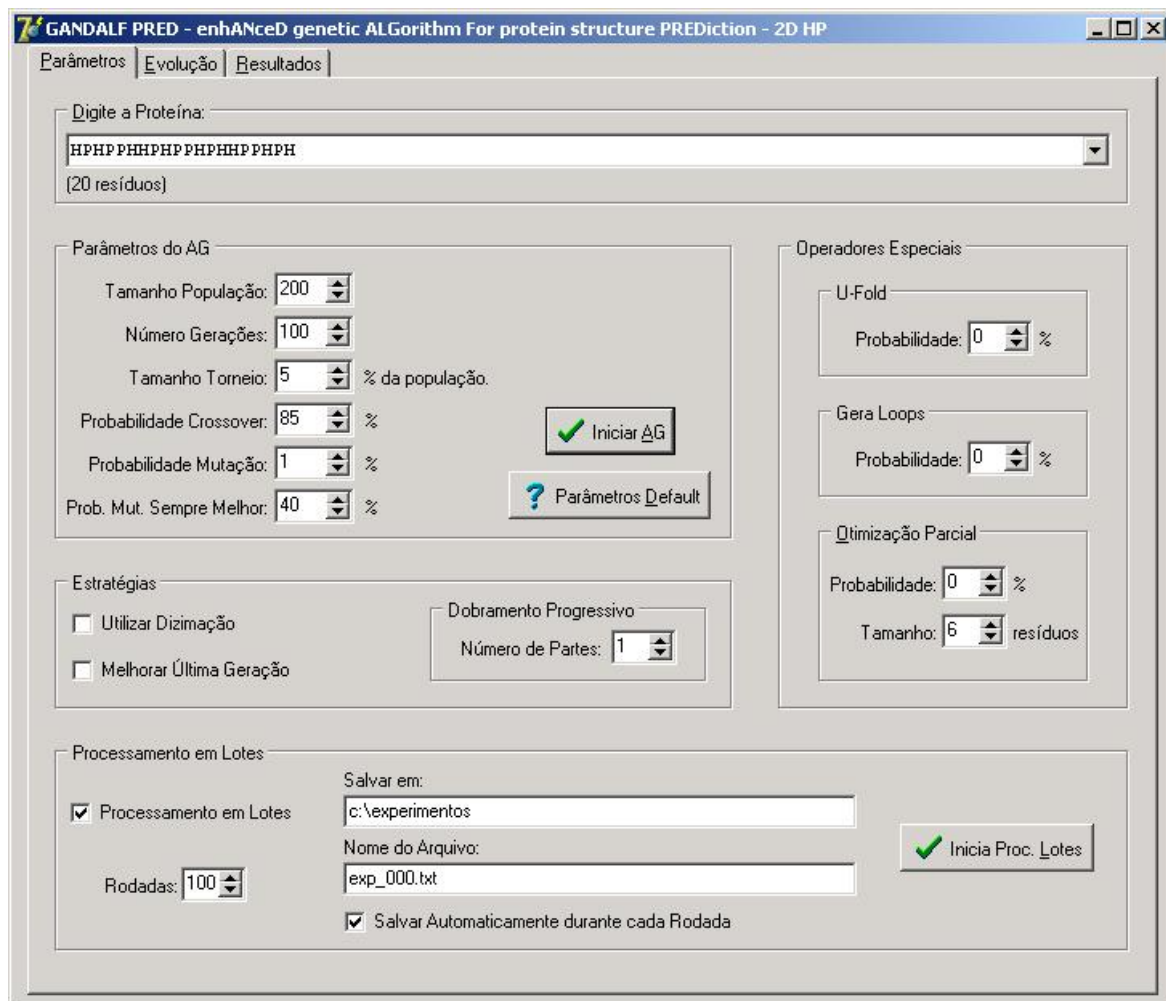 GANDALF PRED - enhANceD genetic ALGorithm For protein structure PREDiction - 2D HP
Parâmetros Evolução Resultados
Digite a Proteína:
HPHPPHHPHPPHPHHPPHPH
(20 resíduos)
Parâmetros do AG
Tamanho População: 200
Número Gerações: 100
Tamanho Torneio: 5 % da população.
Probabilidade Crossover: 85 %
Probabilidade Mutação: 1 %
Prob. Mut. Sempre Melhor: 40 %
Iniciar AG
Parâmetros Default
Operadores Especiais
U-Fold
Probabilidade: 0 %
Gera Loops
Probabilidade: 0 %
Otimização Parcial
Probabilidade: 0 %
Tamanho: 6 resíduos
Estratégias
Utilizar Dizimação
Melhorar Última Geração
Dobramento Progressivo
Número de Partes: 1
Processamento em Lotes
Processamento em Lotes
Rodadas: 100
Salvar em:
c:\experimentos
Nome do Arquivo:
exp_000.txt
Salvar Automaticamente durante cada Rodada
Inicia Proc. Lotes